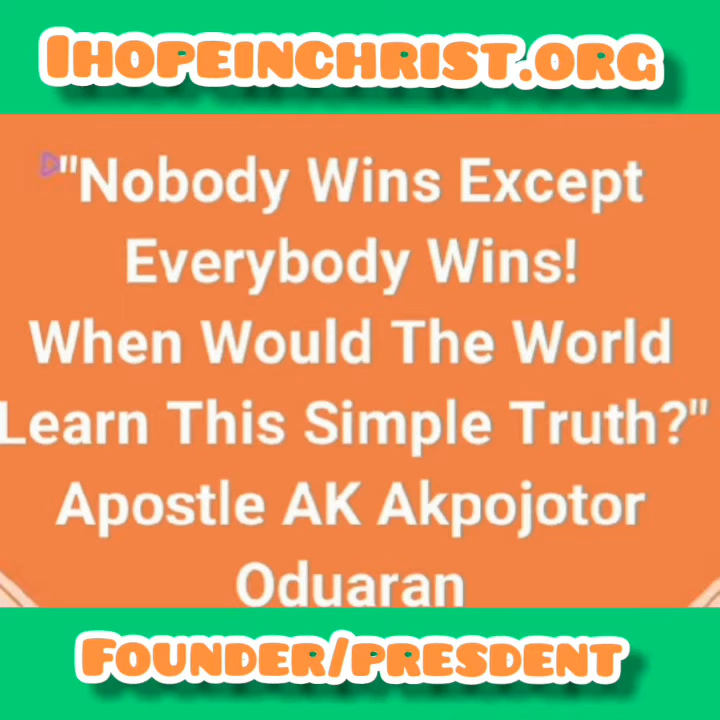 IHOPEINCHRIST.ORG
"Nobody Wins Except
Everybody Wins!
When Would The World
Learn This Simple Truth?"
Apostle AK Akpojotor
Oduaran
FOUNDER/PRESDENT